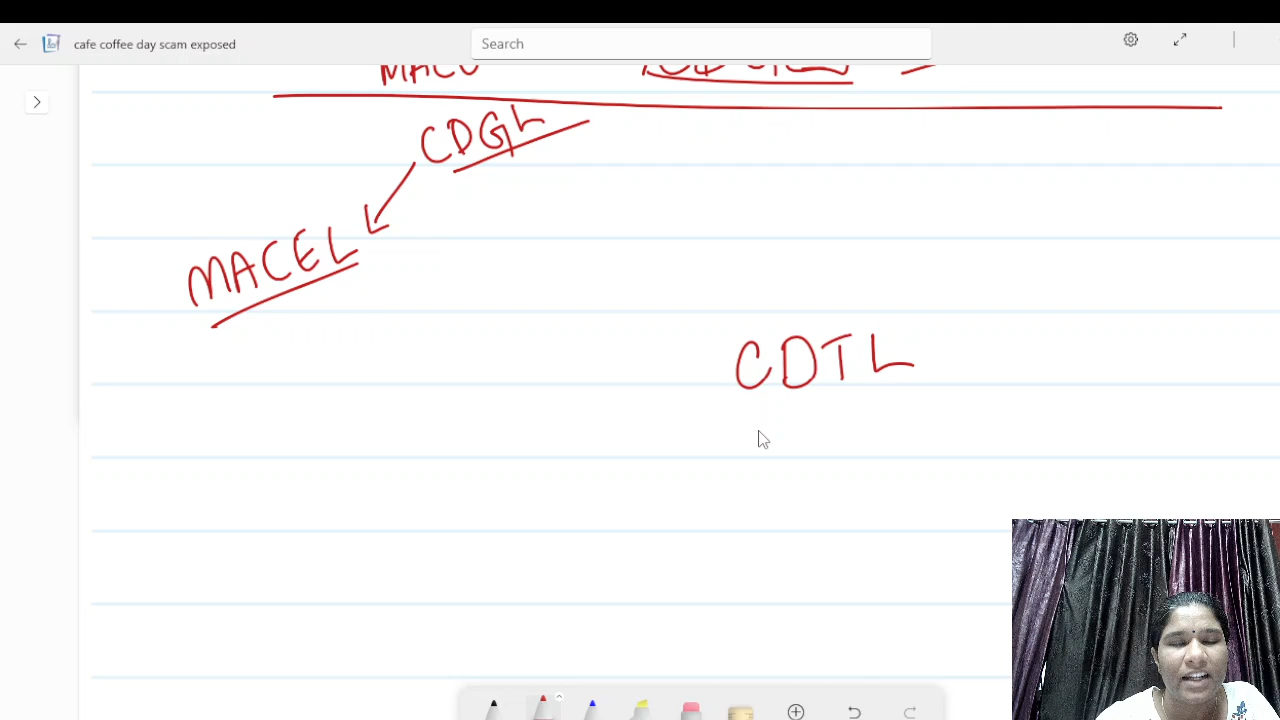 cafe coffee day scam exposed
Search
CDGL
MACEL
CDTL